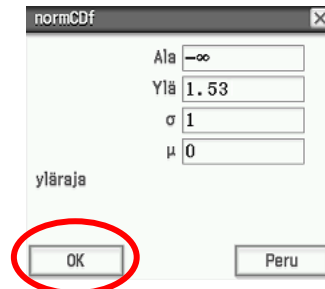 normCDf
Ala −∞
Ylä 1.53
σ 1
μ 0
yläraja
OK Peru